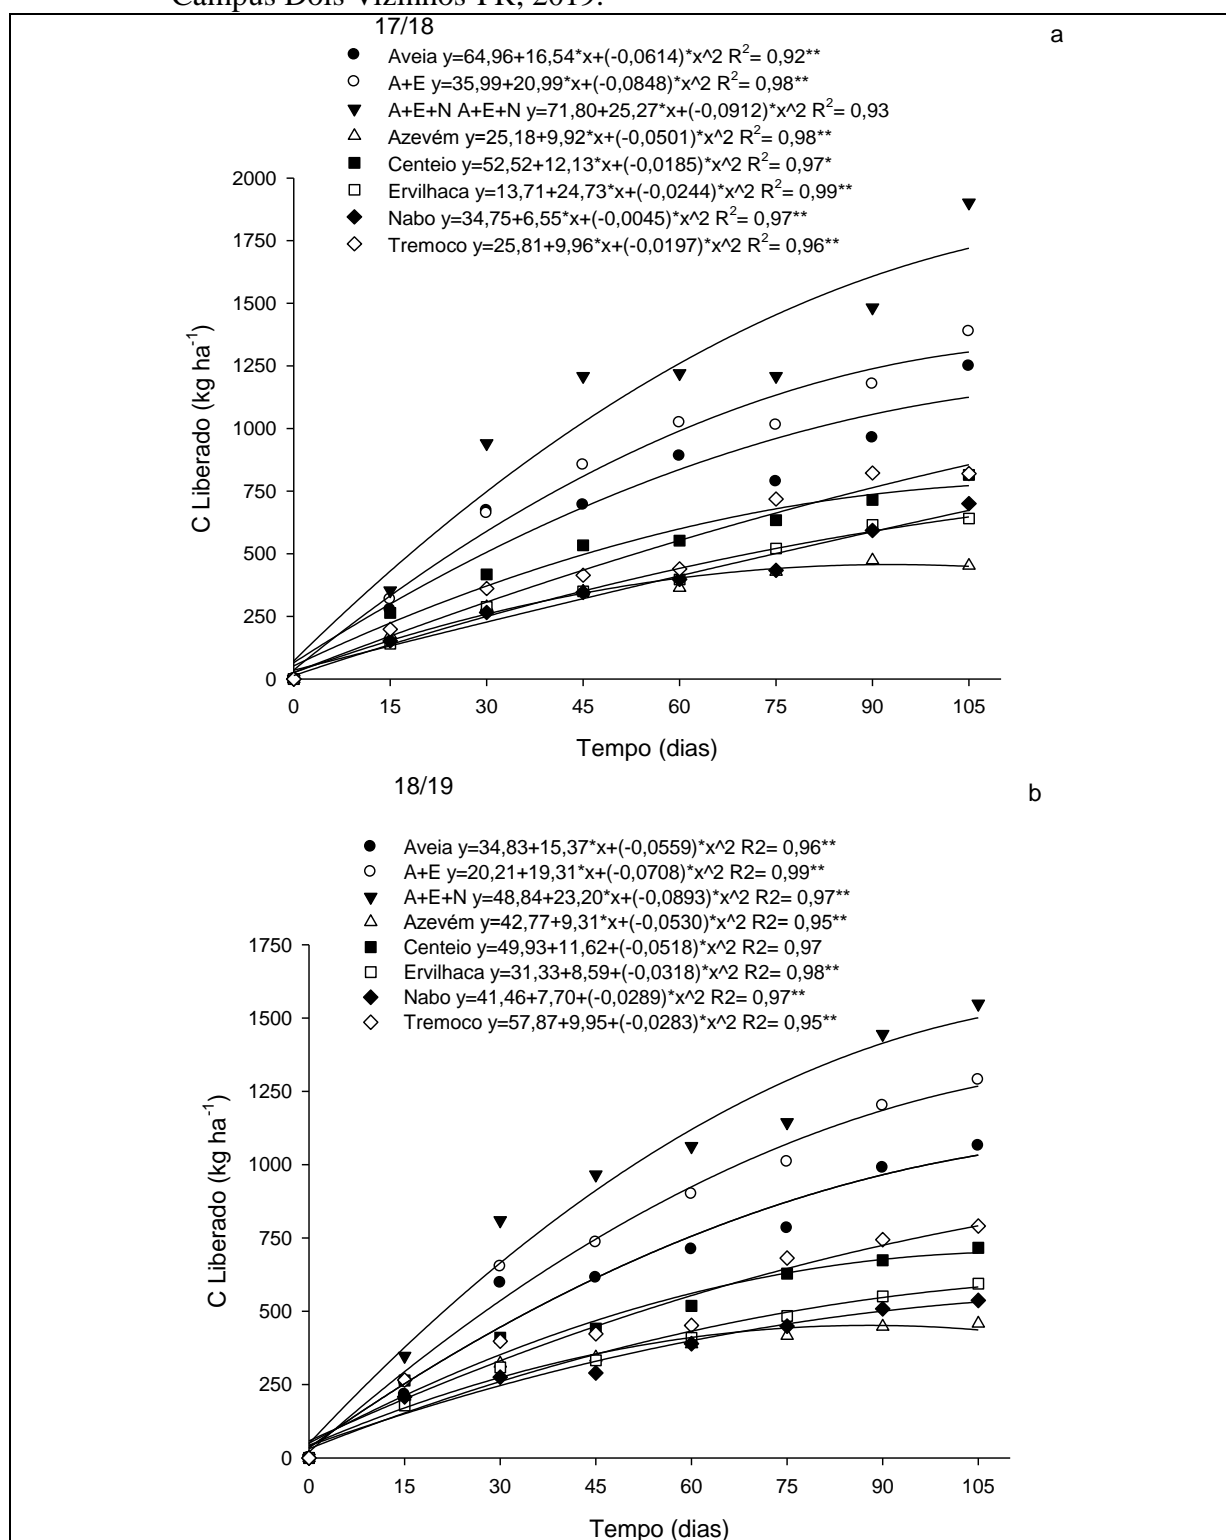 Campus Dois Vizinhos-PR, 2019.
17/18
a
Aveia y=64,96+16,54*x+(-0,0614)*x^2 R²= 0,92**
A+E y=35,99+20,99*x+(-0,0848)*x^2 R²= 0,98**
A+E+N A+E+N y=71,80+25,27*x+(-0,0912)*x^2 R²= 0,93
Azevém y=25,18+9,92*x+(-0,0501)*x^2 R²= 0,98**
Centeio y=52,52+12,13*x+(-0,0185)*x^2 R²= 0,97*
Ervilhaca y=13,71+24,73*x+(-0,0244)*x^2 R²= 0,99**
Nabo y=34,75+6,55*x+(-0,0045)*x^2 R²= 0,97**
Tremoco y=25,81+9,96*x+(-0,0197)*x^2 R²= 0,96**
2000
1750
1500
1250
1000
750
500
250
0
C Liberado (kg ha⁻¹)
0 15 30 45 60 75 90 105
Tempo (dias)
18/19
b
Aveia y=34,83+15,37*x+(-0,0559)*x^2 R2= 0,96**
A+E y=20,21+19,31*x+(-0,0708)*x^2 R2= 0,99**
A+E+N y=48,84+23,20*x+(-0,0893)*x^2 R2= 0,97**
Azevém y=42,77+9,31*x+(-0,0530)*x^2 R2= 0,95**
Centeio y=49,93+11,62+(-0,0518)*x^2 R2= 0,97
Ervilhaca y=31,33+8,59+(-0,0318)*x^2 R2= 0,98**
Nabo y=41,46+7,70+(-0,0289)*x^2 R2= 0,97**
Tremoco y=57,87+9,95+(-0,0283)*x^2 R2= 0,95**
1750
1500
1250
1000
750
500
250
0
C Liberado (kg ha⁻¹)
0 15 30 45 60 75 90 105
Tempo (dias)